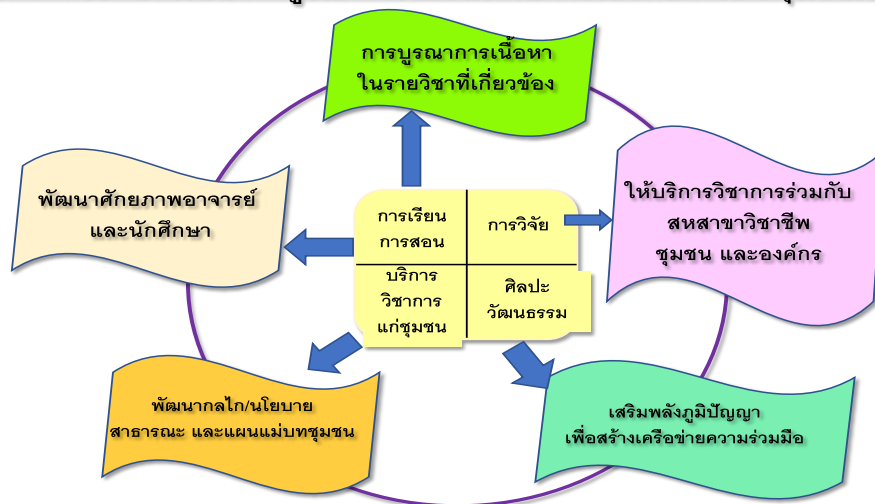 การบูรณาการเนื้อหา
ในรายวิชาที่เกี่ยวข้อง
พัฒนาศักยภาพอาจารย์
และนักศึกษา
ให้บริการวิชาการร่วมกับ
สหสาขาวิชาชีพ
ชุมชน และองค์กร
การเรียน
การสอน
การวิจัย
บริการ
วิชาการ
แก่ชุมชน
ศิลปะ
วัฒนธรรม
พัฒนากลไก/นโยบาย
สาธารณะ และแผนแม่บทชุมชน
เสริมพลังภูมิปัญญา
เพื่อสร้างเครือข่ายความร่วมมือ